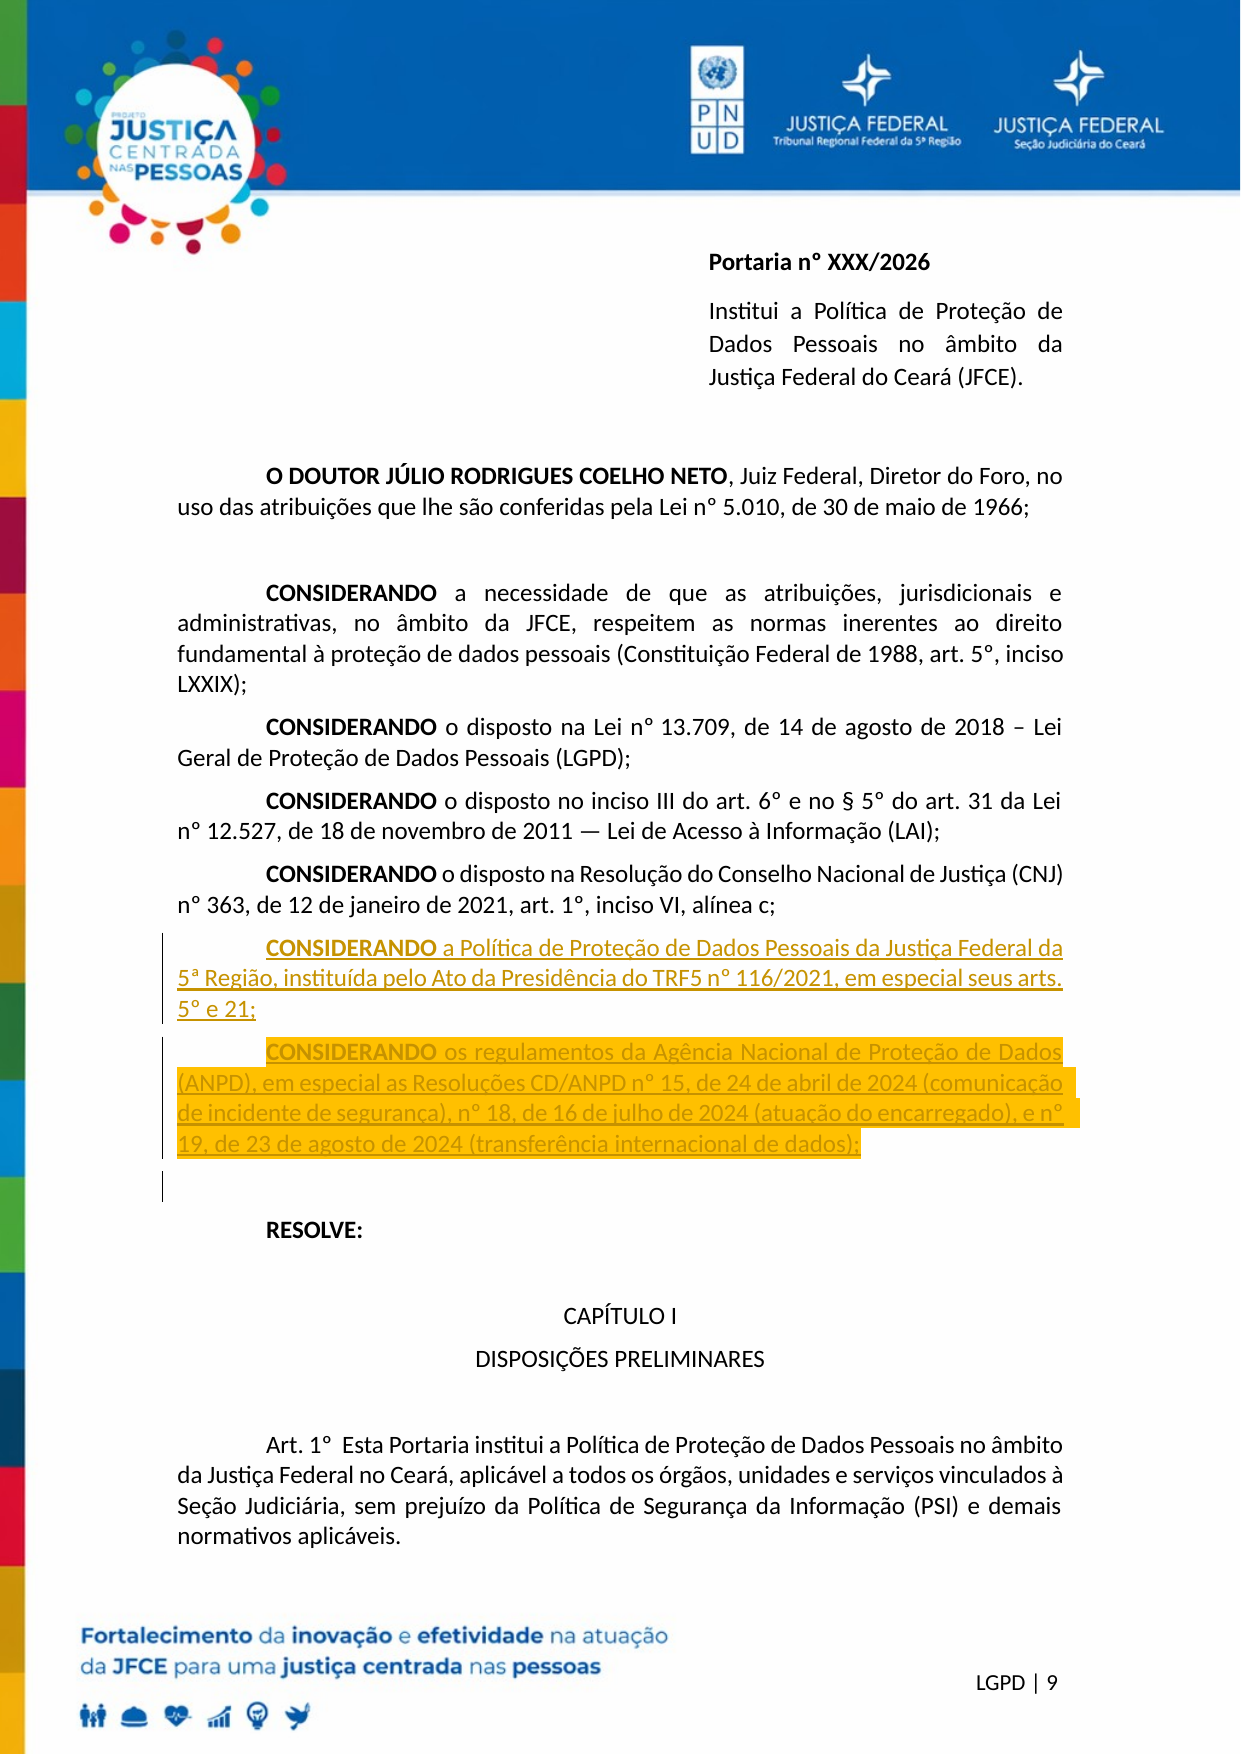 PROJETO
JUSTIÇA
CENTRADA
NAS PESSOAS
P N
U D
JUSTIÇA FEDERAL
Tribunal Regional Federal da 5ª Região
JUSTIÇA FEDERAL
Seção Judiciária do Ceará
Portaria nº XXX/2026
Institui a Política de Proteção de
Dados Pessoais no âmbito da
Justiça Federal do Ceará (JFCE).
O DOUTOR JÚLIO RODRIGUES COELHO NETO, Juiz Federal, Diretor do Foro, no
uso das atribuições que lhe são conferidas pela Lei nº 5.010, de 30 de maio de 1966;
CONSIDERANDO a necessidade de que as atribuições, jurisdicionais e
administrativas, no âmbito da JFCE, respeitem as normas inerentes ao direito
fundamental à proteção de dados pessoais (Constituição Federal de 1988, art. 5º, inciso
LXXIX);
CONSIDERANDO o disposto na Lei nº 13.709, de 14 de agosto de 2018 – Lei
Geral de Proteção de Dados Pessoais (LGPD);
CONSIDERANDO o disposto no inciso III do art. 6º e no § 5º do art. 31 da Lei
nº 12.527, de 18 de novembro de 2011 — Lei de Acesso à Informação (LAI);
CONSIDERANDO o disposto na Resolução do Conselho Nacional de Justiça (CNJ)
nº 363, de 12 de janeiro de 2021, art. 1º, inciso VI, alínea c;
CONSIDERANDO a Política de Proteção de Dados Pessoais da Justiça Federal da
5ª Região, instituída pelo Ato da Presidência do TRF5 nº 116/2021, em especial seus arts.
5º e 21;
CONSIDERANDO os regulamentos da Agência Nacional de Proteção de Dados
(ANPD), em especial as Resoluções CD/ANPD nº 15, de 24 de abril de 2024 (comunicação
de incidente de segurança), nº 18, de 16 de julho de 2024 (atuação do encarregado), e nº
19, de 23 de agosto de 2024 (transferência internacional de dados);
RESOLVE:
CAPÍTULO I
DISPOSIÇÕES PRELIMINARES
Art. 1º Esta Portaria institui a Política de Proteção de Dados Pessoais no âmbito
da Justiça Federal no Ceará, aplicável a todos os órgãos, unidades e serviços vinculados à
Seção Judiciária, sem prejuízo da Política de Segurança da Informação (PSI) e demais
normativos aplicáveis.
Fortalecimento da inovação e efetividade na atuação
da JFCE para uma justiça centrada nas pessoas
LGPD | 9